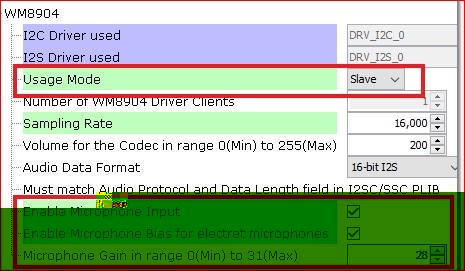 WM8904
I2C Driver used DRV_I2C_0
I2S Driver used DRV_I2S_0
Usage Mode Slave
Number of WM8904 Driver Clients 1
Sampling Rate 16,000
Volume for the Codec in range 0(Min) to 255(Max) 200
Audio Data Format 16-bit I2S
Must match Audio Protocol and Data Length field in I2SC/SSC PLIB
Enable Microphone Input
Enable Microphone Bias for electret microphones
Microphone Gain in range 0(Min) to 31(Max) 28